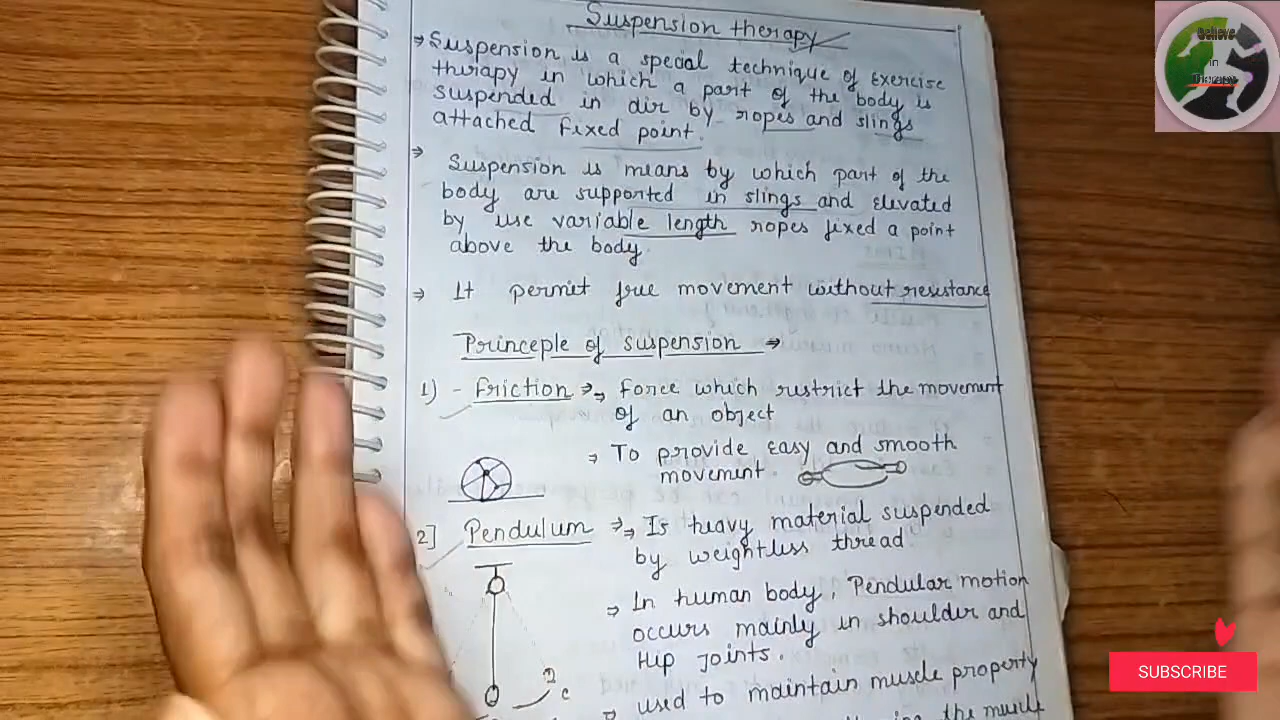 Suspension therapy
→ Suspension is a special technique of exercise
therapy in which a part of the body is
suspended in air by ropes and slings
attached fixed point.
→
Suspension is means by which part of the
body are supported in slings and elevated
by use variable length ropes fixed a point
above the body.
→ It permit free movement without resistance
Princeple of suspension →
1) - Friction →→ Force which restrict the movement
of an object
→ To provide easy and smooth
movement.
2] Pendulum →→ Is heavy material suspended
by weightless thread.
→ In human body, Pendular motion
occurs mainly in shoulder and
Hip joints.
→ used to maintain muscle property
the muscle
Believe
in
Therapy
SUBSCRIBE